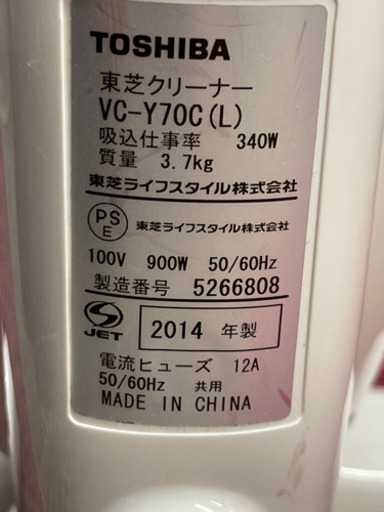 TOSHIBA
東芝クリーナー
VC-Y70C(L)
吸込仕事率 340W
質量 3.7kg
東芝ライフスタイル株式会社
PS
E
東芝ライフスタイル株式会社
100V 900W 50/60Hz
製造番号 5266808
JET
2014 年製
電流ヒューズ 12A
50/60Hz 共用
MADE IN CHINA